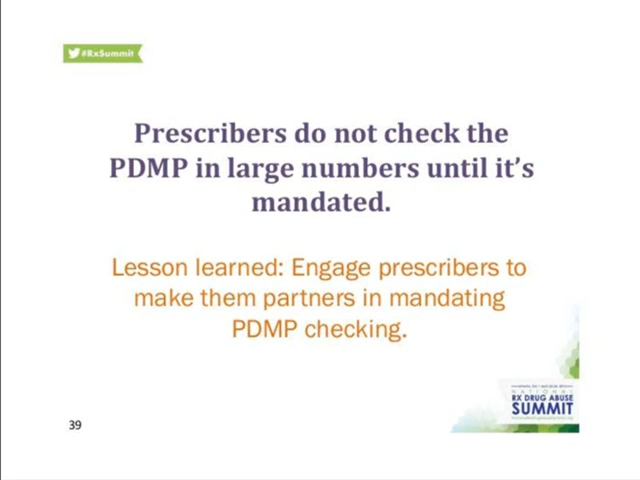 #RxSummit
Prescribers do not check the
PDMP in large numbers until it's
mandated.
Lesson learned: Engage prescribers to
make them partners in mandating
PDMP checking.
NATIONAL
RX DRUG ABUSE
SUMMIT
39